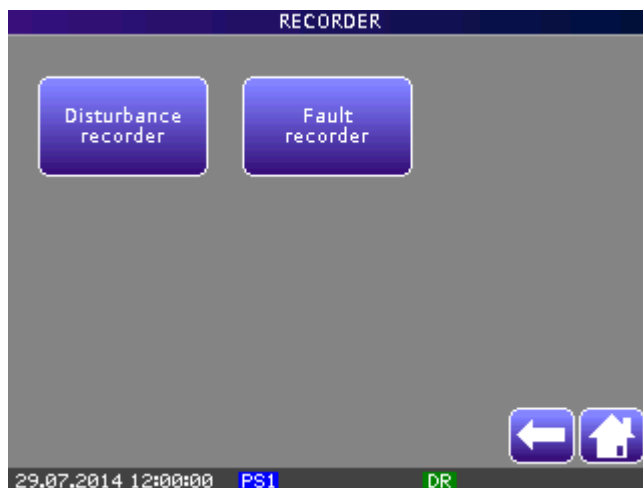 RECORDER
Disturbance
recorder
Fault
recorder
29.07.2014 12:00:00 PS1 DR